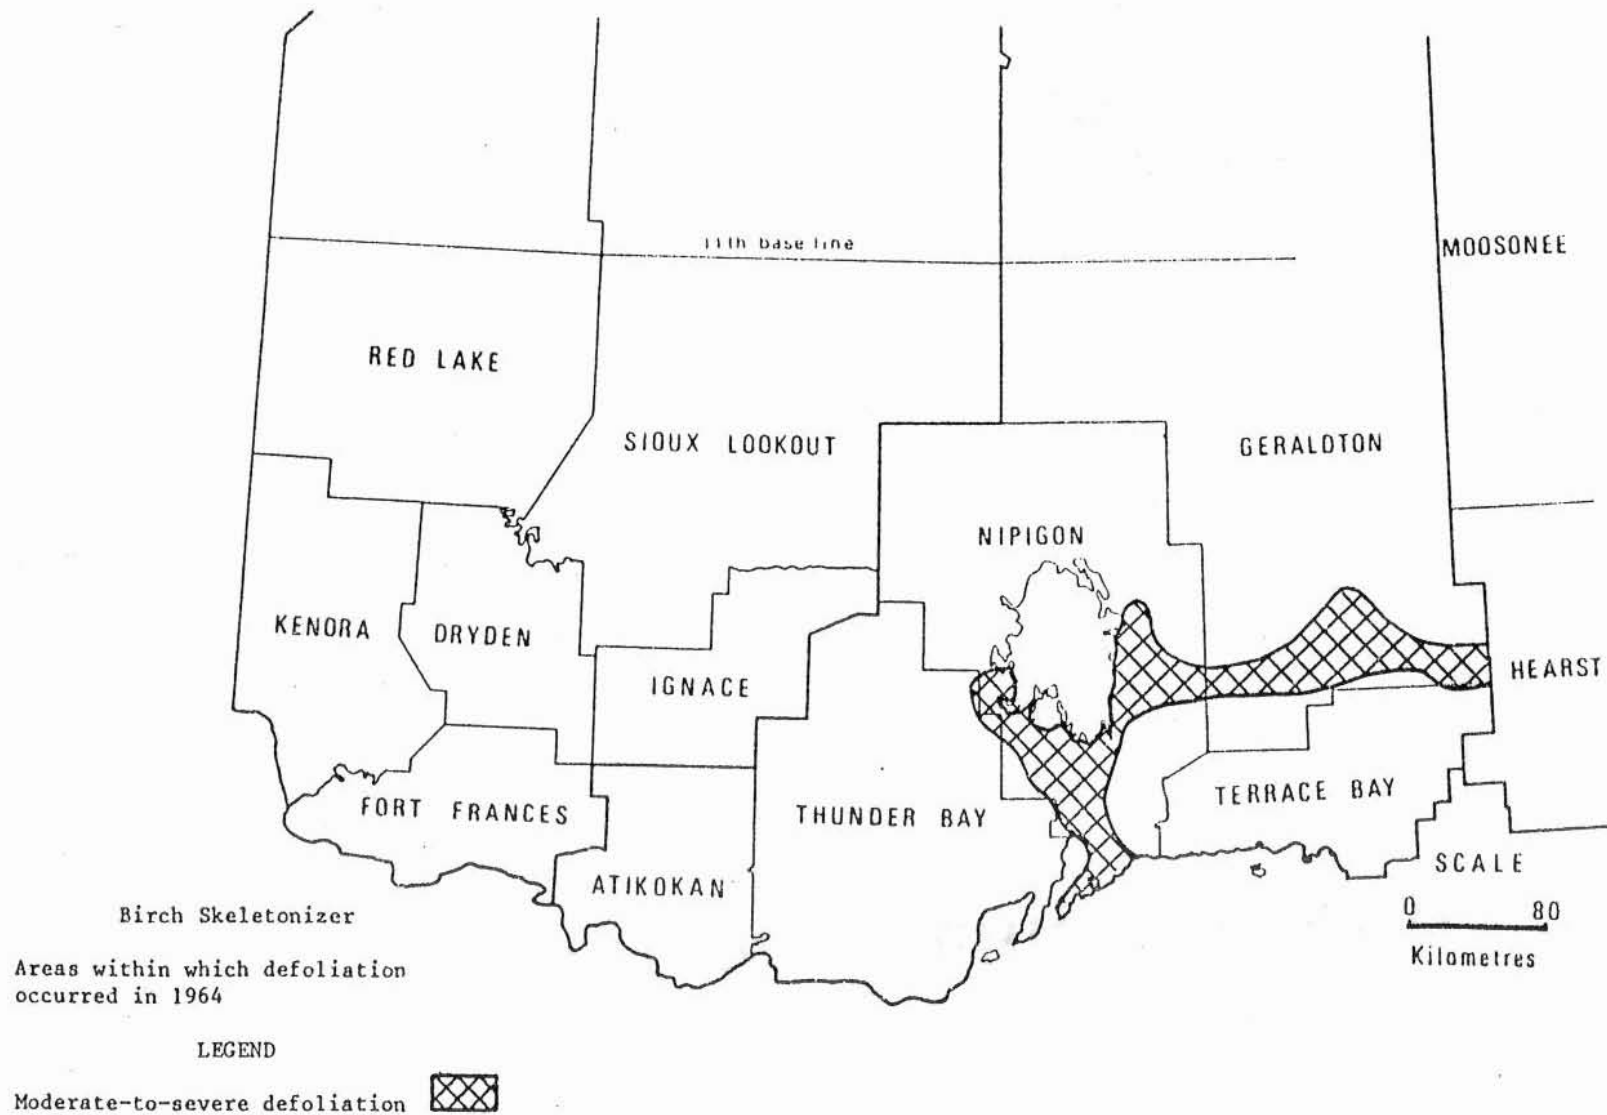 11th base line
MOOSONEE
RED LAKE
SIOUX LOOKOUT
GERALDTON
NIPIGON
KENORA
DRYDEN
IGNACE
HEARST
FORT FRANCES
THUNDER BAY
TERRACE BAY
ATIKOKAN
SCALE
0 80
Kilometres
Birch Skeletonizer
Areas within which defoliation
occurred in 1964
LEGEND
Moderate-to-severe defoliation